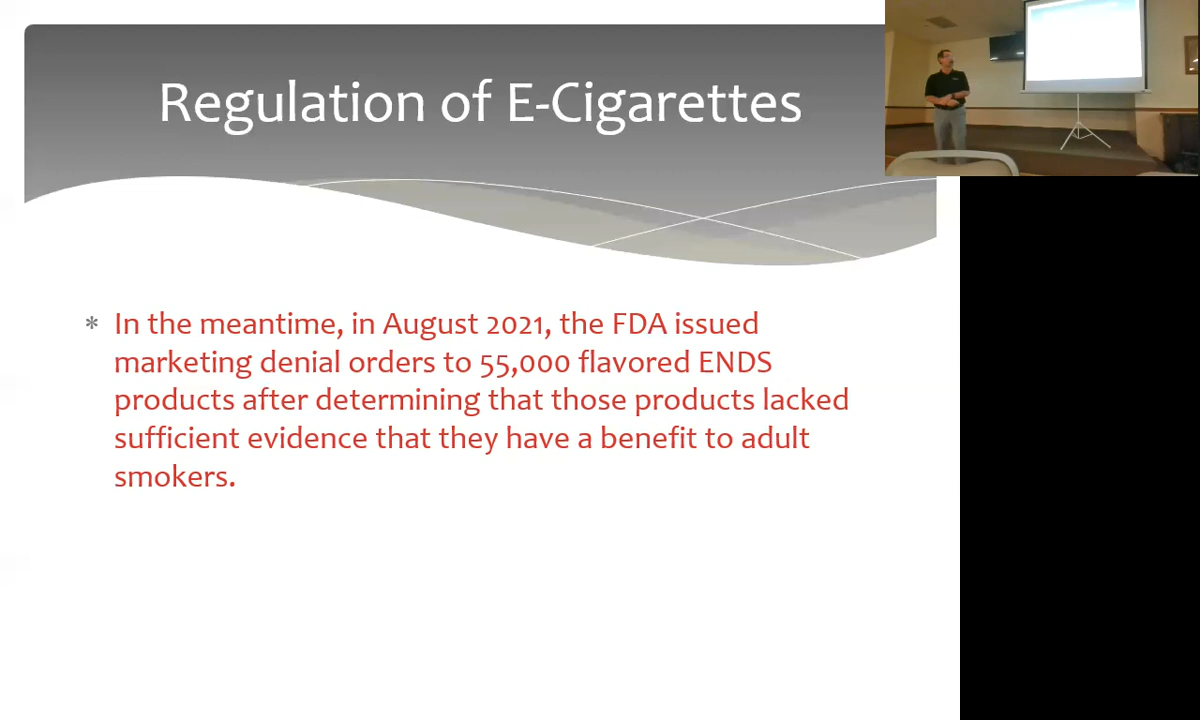 Regulation of E-Cigarettes
* In the meantime, in August 2021, the FDA issued
marketing denial orders to 55,000 flavored ENDS
products after determining that those products lacked
sufficient evidence that they have a benefit to adult
smokers.